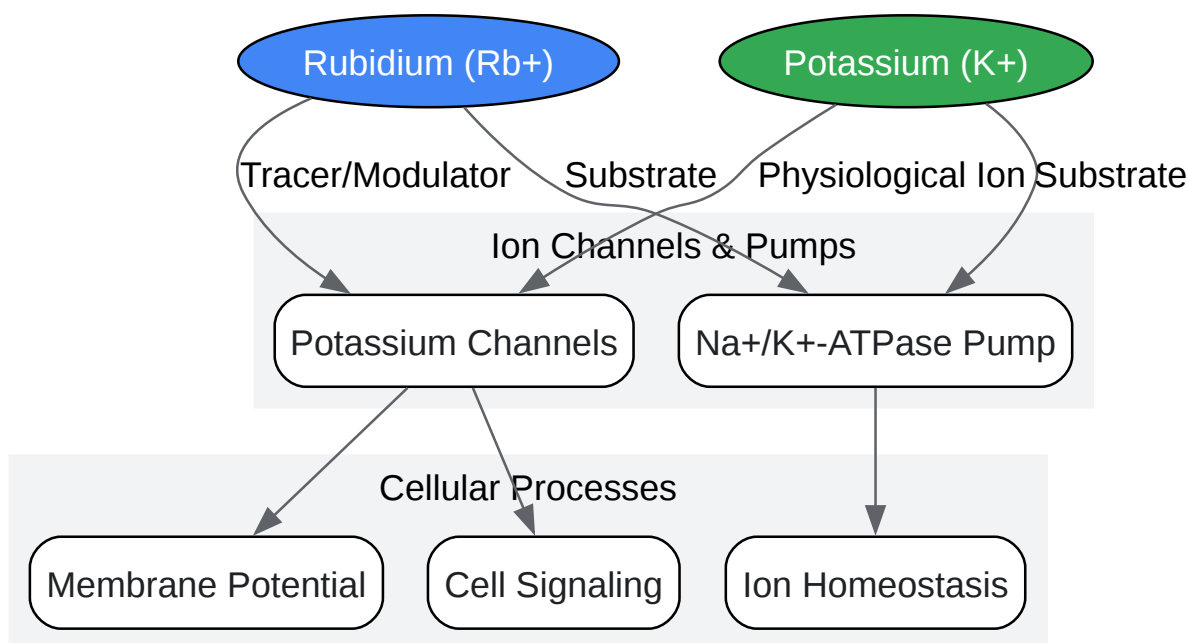 Rubidium (Rb+)
Potassium (K+)
Tracer/Modulator
Substrate
Physiological Ion
Substrate
Ion Channels & Pumps
Potassium Channels
Na+/K+-ATPase Pump
Cellular Processes
Membrane Potential
Cell Signaling
Ion Homeostasis